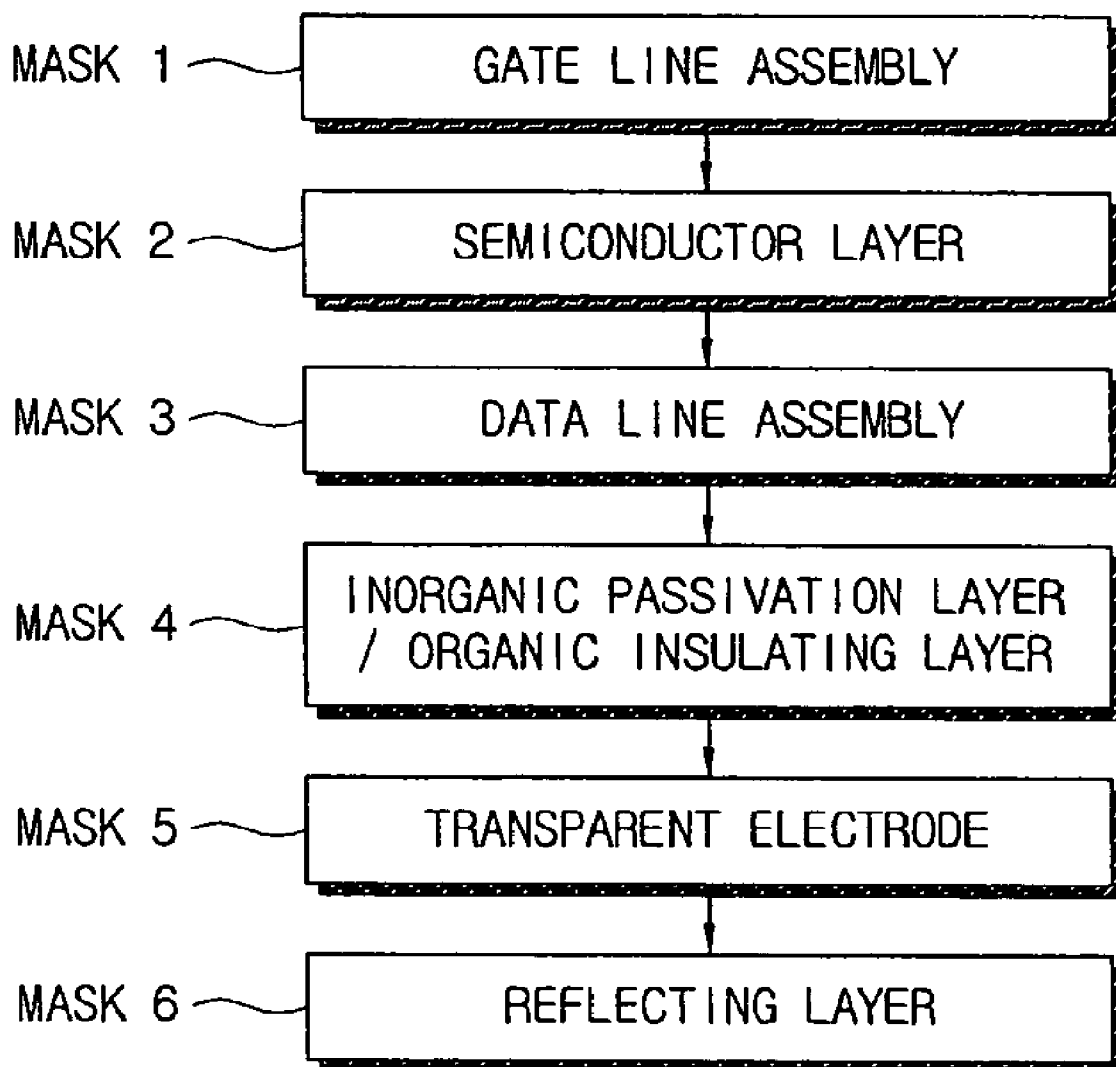 MASK 1 GATE LINE ASSEMBLY
MASK 2 SEMICONDUCTOR LAYER
MASK 3 DATA LINE ASSEMBLY
MASK 4 INORGANIC PASSIVATION LAYER
/ ORGANIC INSULATING LAYER
MASK 5 TRANSPARENT ELECTRODE
MASK 6 REFLECTING LAYER